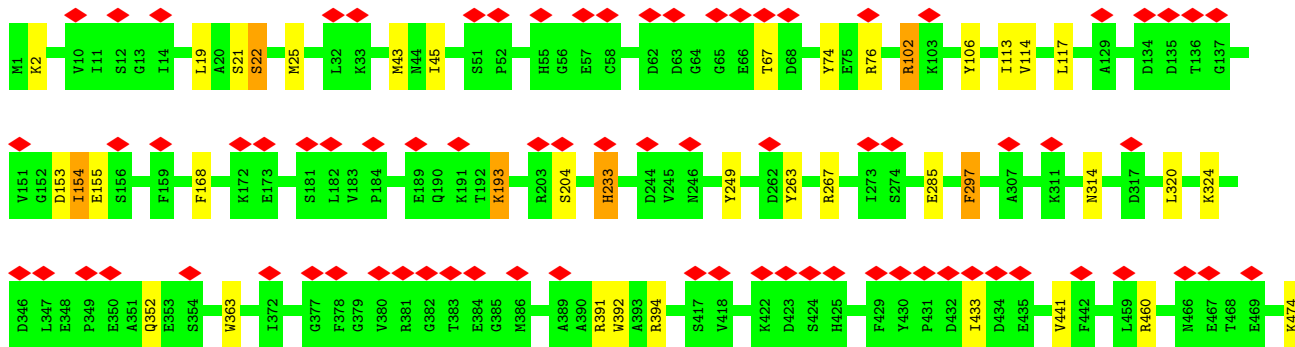 M1 K2 V10 I11 S12 G13 I14 L19 A20 S21 S22 M25 L32 K33 M43 N44 I45 S51 P52 H55 G56 E57 C58 D62 D63 G64 G65 E66 T67 D68 Y74 E75 R76 R102 K103 Y106 I113 V114 L117 A129 D134 D135 T136 G137
V151 G152 D153 I154 E155 S156 F159 F168 K172 E173 S181 L182 V183 P184 E189 Q190 K191 T192 K193 R203 S204 H233 D244 V245 N246 Y249 D262 Y263 R267 I273 S274 E285 F297 A307 K311 N314 D317 L320 K324
D346 L347 E348 P349 E350 A351 Q352 E353 S354 W363 I372 G377 F378 G379 V380 R381 G382 T383 E384 G385 M386 A389 A390 R391 W392 A393 R394 S417 V418 K422 D423 S424 H425 F429 Y430 P431 D432 I433 D434 E435 V441 F442 L459 R460 N466 E467 T468 E469 K474